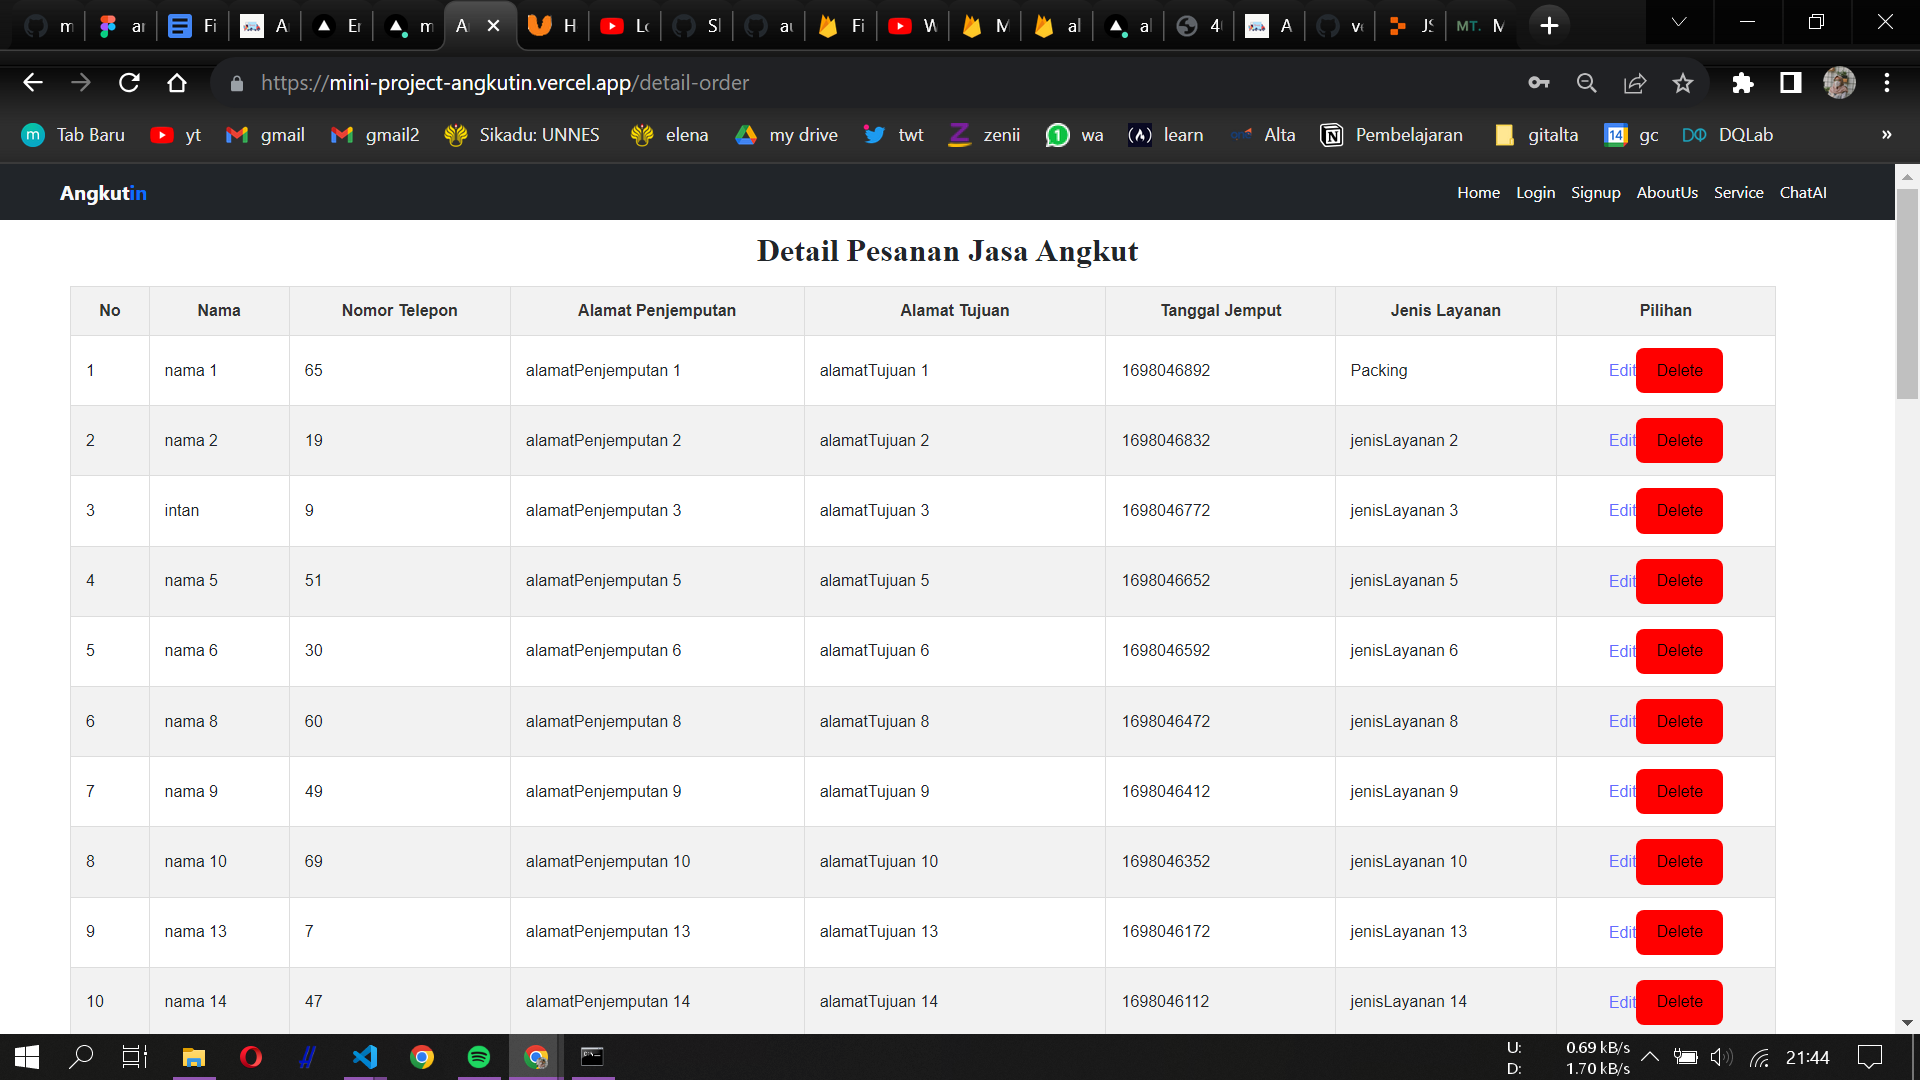 m
ar
Fi
A
Er
m
A
H
Lo
SI
au
Fi
W
M
al
al
4(
A
ve
JS
MT. M
https://mini-project-angkutin.vercel.app/detail-order
m Tab Baru yt gmail gmail2 Sikadu: UNNES elena my drive twt zenii 1 wa (ʌ) learn Alta Pembelajaran gitalta 14 gc DQLab »
Angkutin Home Login Signup AboutUs Service ChatAI
Detail Pesanan Jasa Angkut
No Nama Nomor Telepon Alamat Penjemputan Alamat Tujuan Tanggal Jemput Jenis Layanan Pilihan
1 nama 1 65 alamatPenjemputan 1 alamatTujuan 1 1698046892 Packing Edit Delete
2 nama 2 19 alamatPenjemputan 2 alamatTujuan 2 1698046832 jenisLayanan 2 Edit Delete
3 intan 9 alamatPenjemputan 3 alamatTujuan 3 1698046772 jenisLayanan 3 Edit Delete
4 nama 5 51 alamatPenjemputan 5 alamatTujuan 5 1698046652 jenisLayanan 5 Edit Delete
5 nama 6 30 alamatPenjemputan 6 alamatTujuan 6 1698046592 jenisLayanan 6 Edit Delete
6 nama 8 60 alamatPenjemputan 8 alamatTujuan 8 1698046472 jenisLayanan 8 Edit Delete
7 nama 9 49 alamatPenjemputan 9 alamatTujuan 9 1698046412 jenisLayanan 9 Edit Delete
8 nama 10 69 alamatPenjemputan 10 alamatTujuan 10 1698046352 jenisLayanan 10 Edit Delete
9 nama 13 7 alamatPenjemputan 13 alamatTujuan 13 1698046172 jenisLayanan 13 Edit Delete
10 nama 14 47 alamatPenjemputan 14 alamatTujuan 14 1698046112 jenisLayanan 14 Edit Delete
U: 0.69 kB/s
D: 1.70 kB/s
21:44